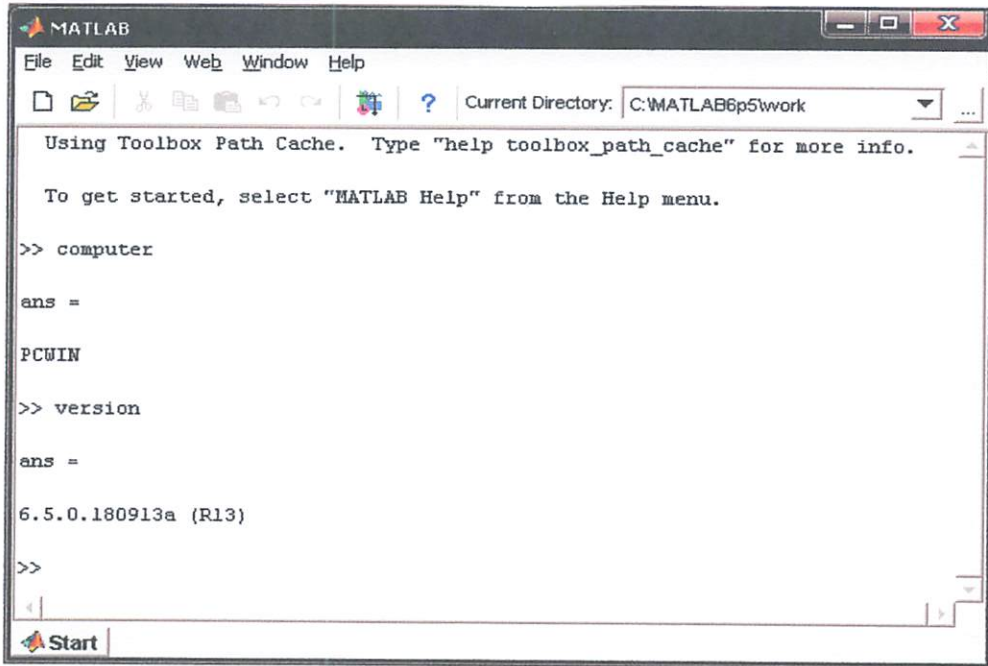 MATLAB
File Edit View Web Window Help
? Current Directory: C:\MATLAB6p5\work ...
Using Toolbox Path Cache. Type "help toolbox_path_cache" for more info.
To get started, select "MATLAB Help" from the Help menu.
>> computer
ans =
PCWIN
>> version
ans =
6.5.0.180913a (R13)
>>
Start